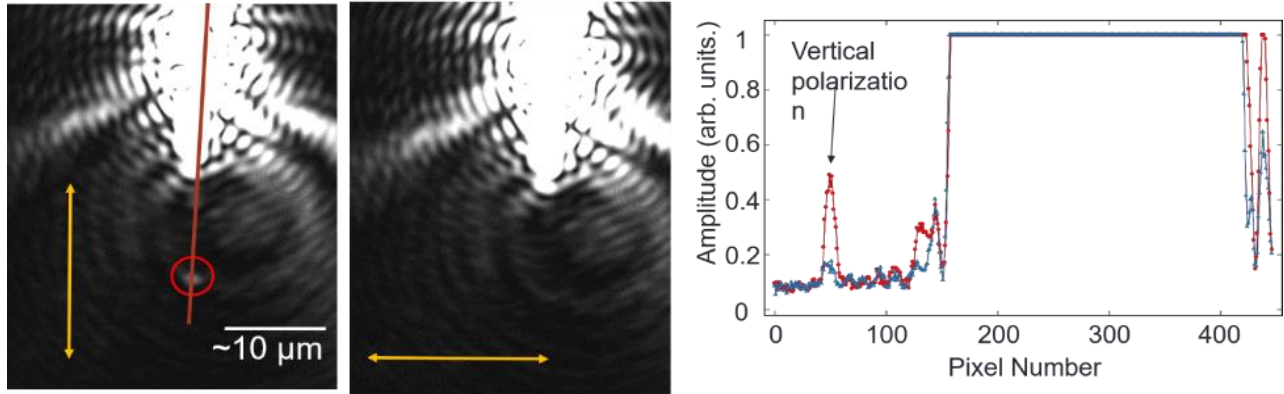 ~10 μm
Amplitude (arb. units.)
1
0.8
0.6
0.4
0.2
0
Vertical
polarizatio
n
0
100
200
300
400
Pixel Number